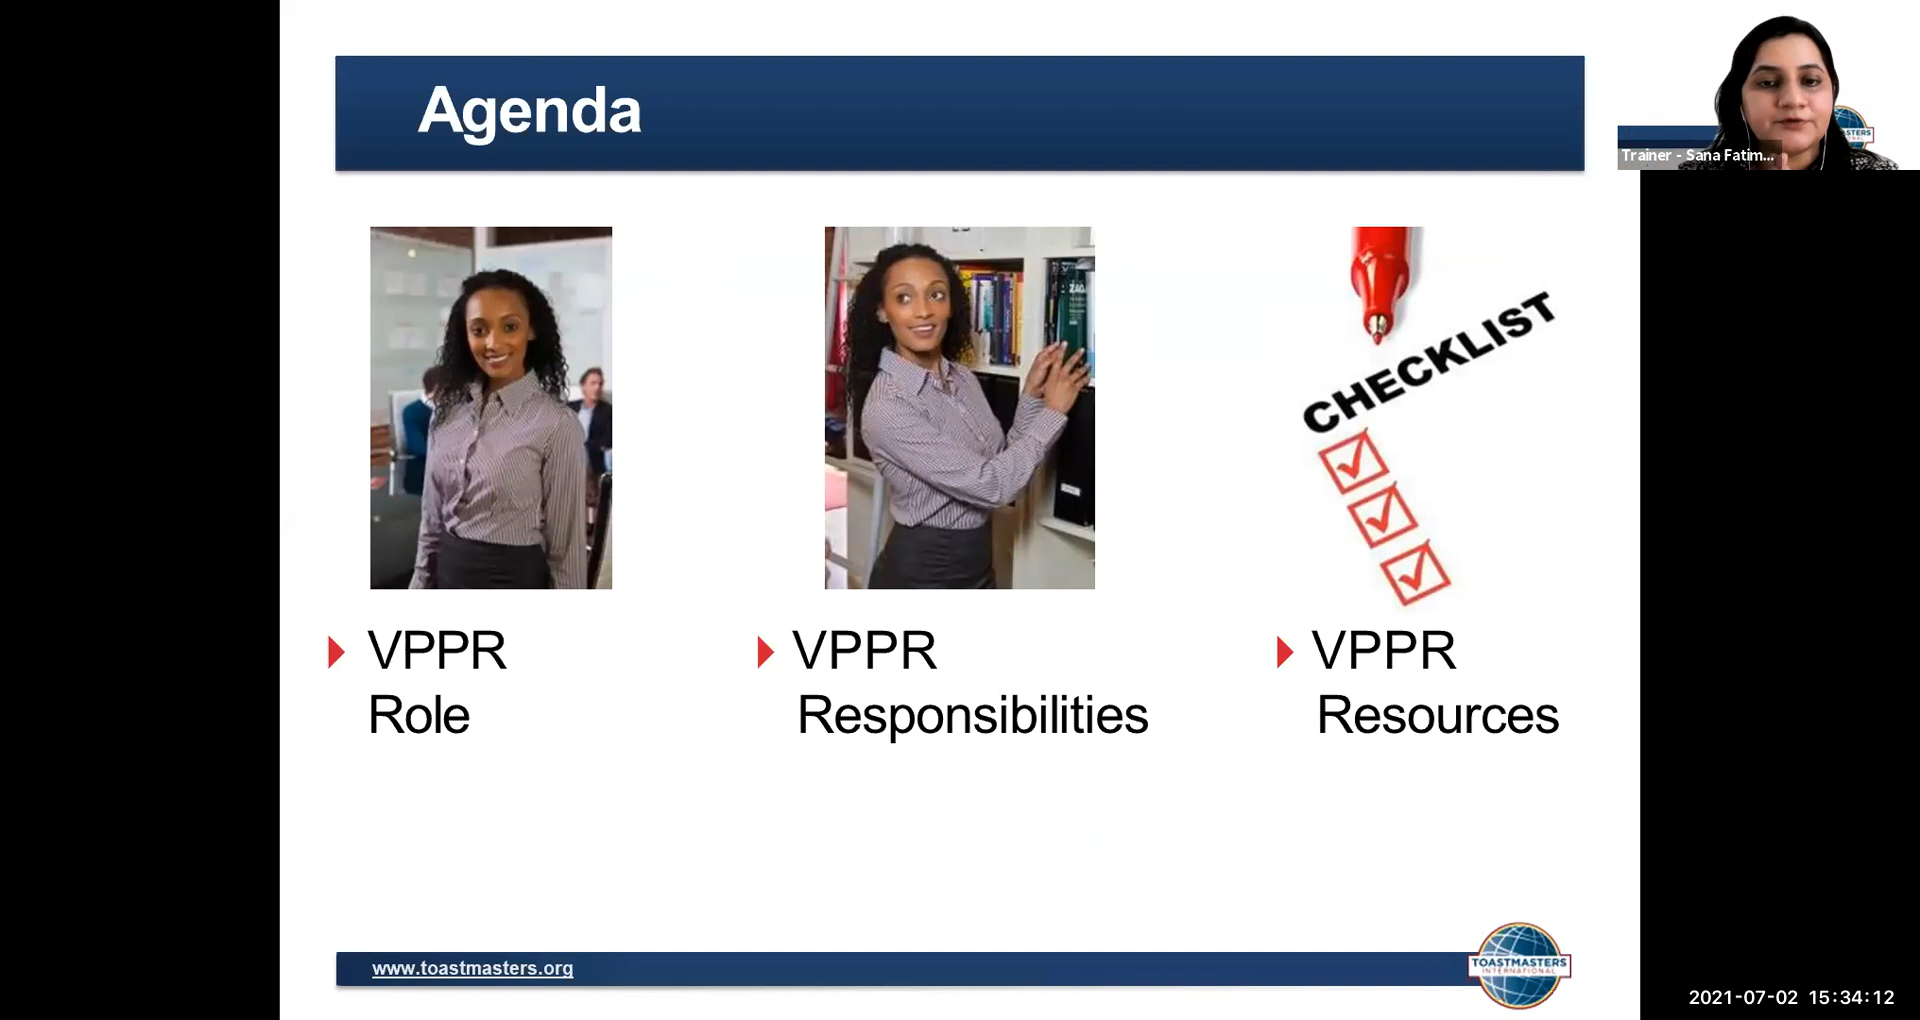 Agenda
Trainer - Sana Fatim...
CHECKLIST
VPPR
Role
VPPR
Responsibilities
VPPR
Resources
www.toastmasters.org
TOASTMASTERS
INTERNATIONAL
2021-07-02 15:34:12